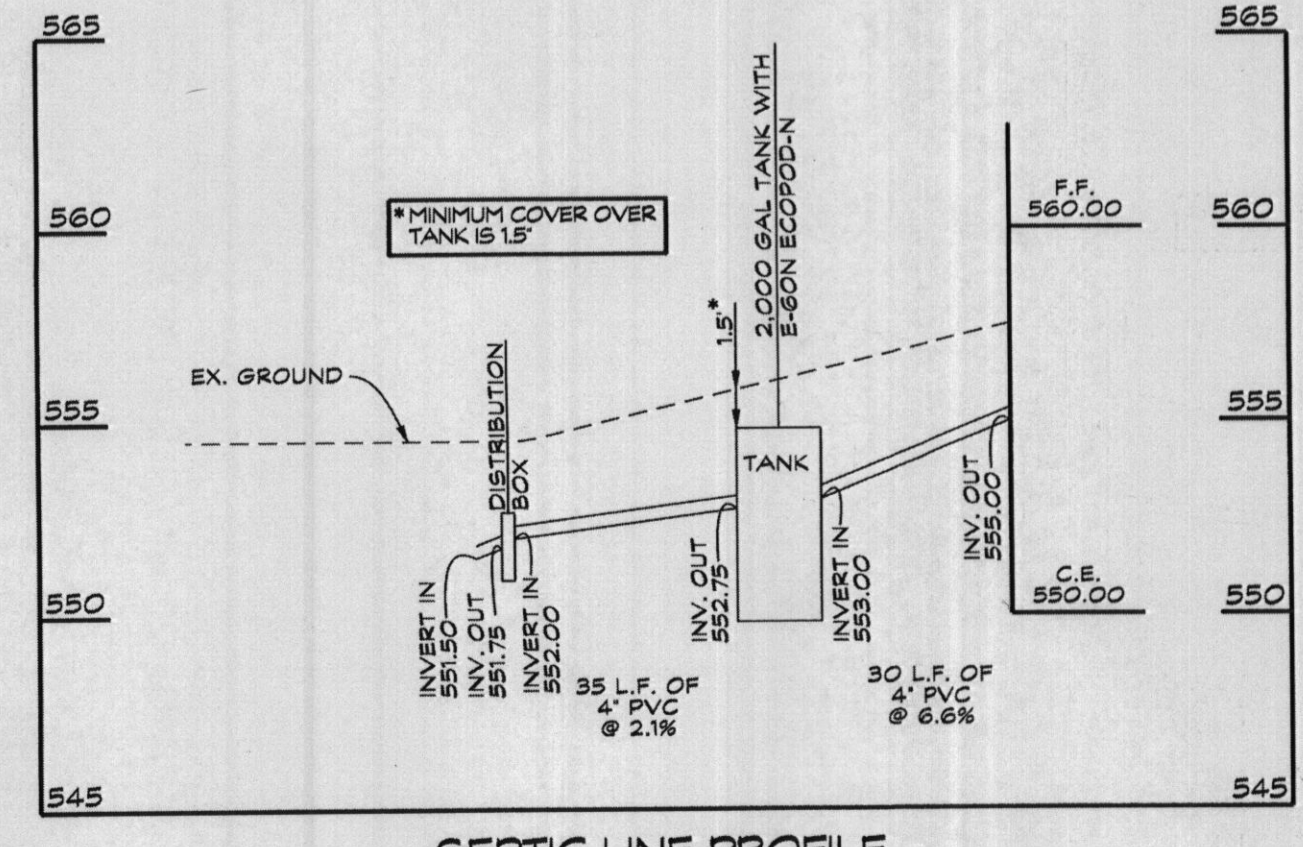 565
565
2,000 GAL TANK WITH
E-60N ECOPOD-N
F.F.
560.00
560
560
* MINIMUM COVER OVER
TANK IS 1.5"
1.5'*
EX. GROUND
DISTRIBUTION
BOX
555
555
TANK
INVERT IN
551.50
INV. OUT
551.75
INVERT IN
552.00
INV. OUT
552.75
INVERT IN
553.00
INV. OUT
555.00
C.E.
550.00
550
550
35 L.F. OF
4" PVC
@ 2.1%
30 L.F. OF
4" PVC
@ 6.6%
545
545
SEPTIC LINE PROFILE